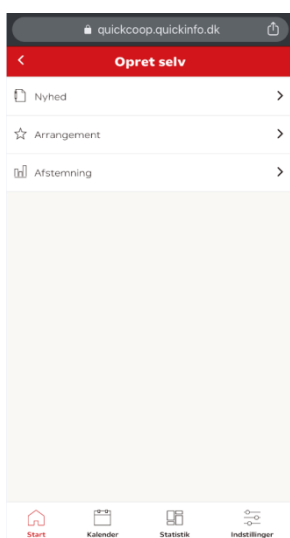 quickcoop.quickinfo.dk
Opret selv
Nyhed
Arrangement
Afstemning
Start Kalender Statistik Indstillinger